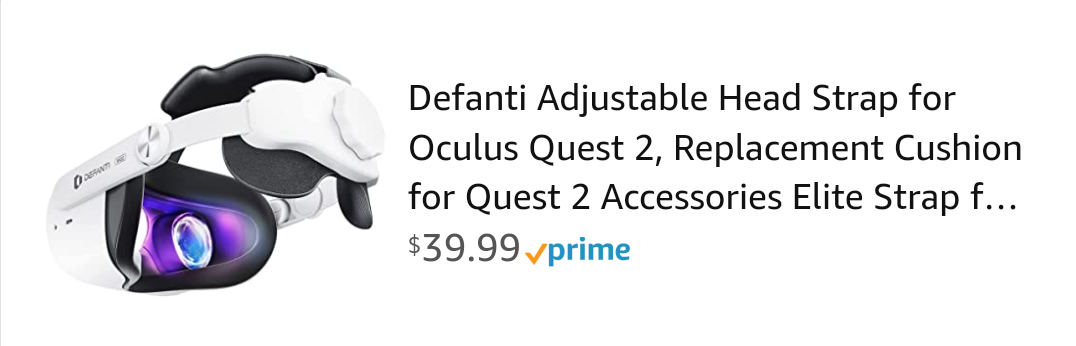 DEFANTI
Defanti Adjustable Head Strap for
Oculus Quest 2, Replacement Cushion
for Quest 2 Accessories Elite Strap f...
$39.99 prime